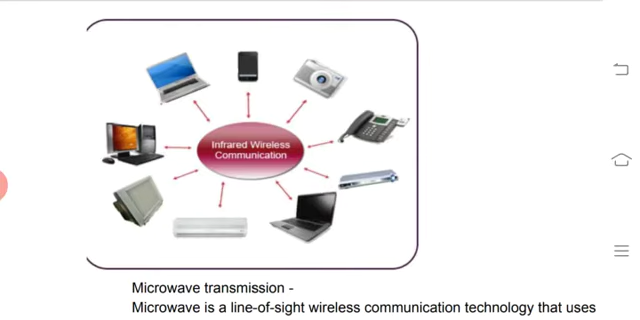 Infrared Wireless
Communication
Microwave transmission -
Microwave is a line-of-sight wireless communication technology that uses